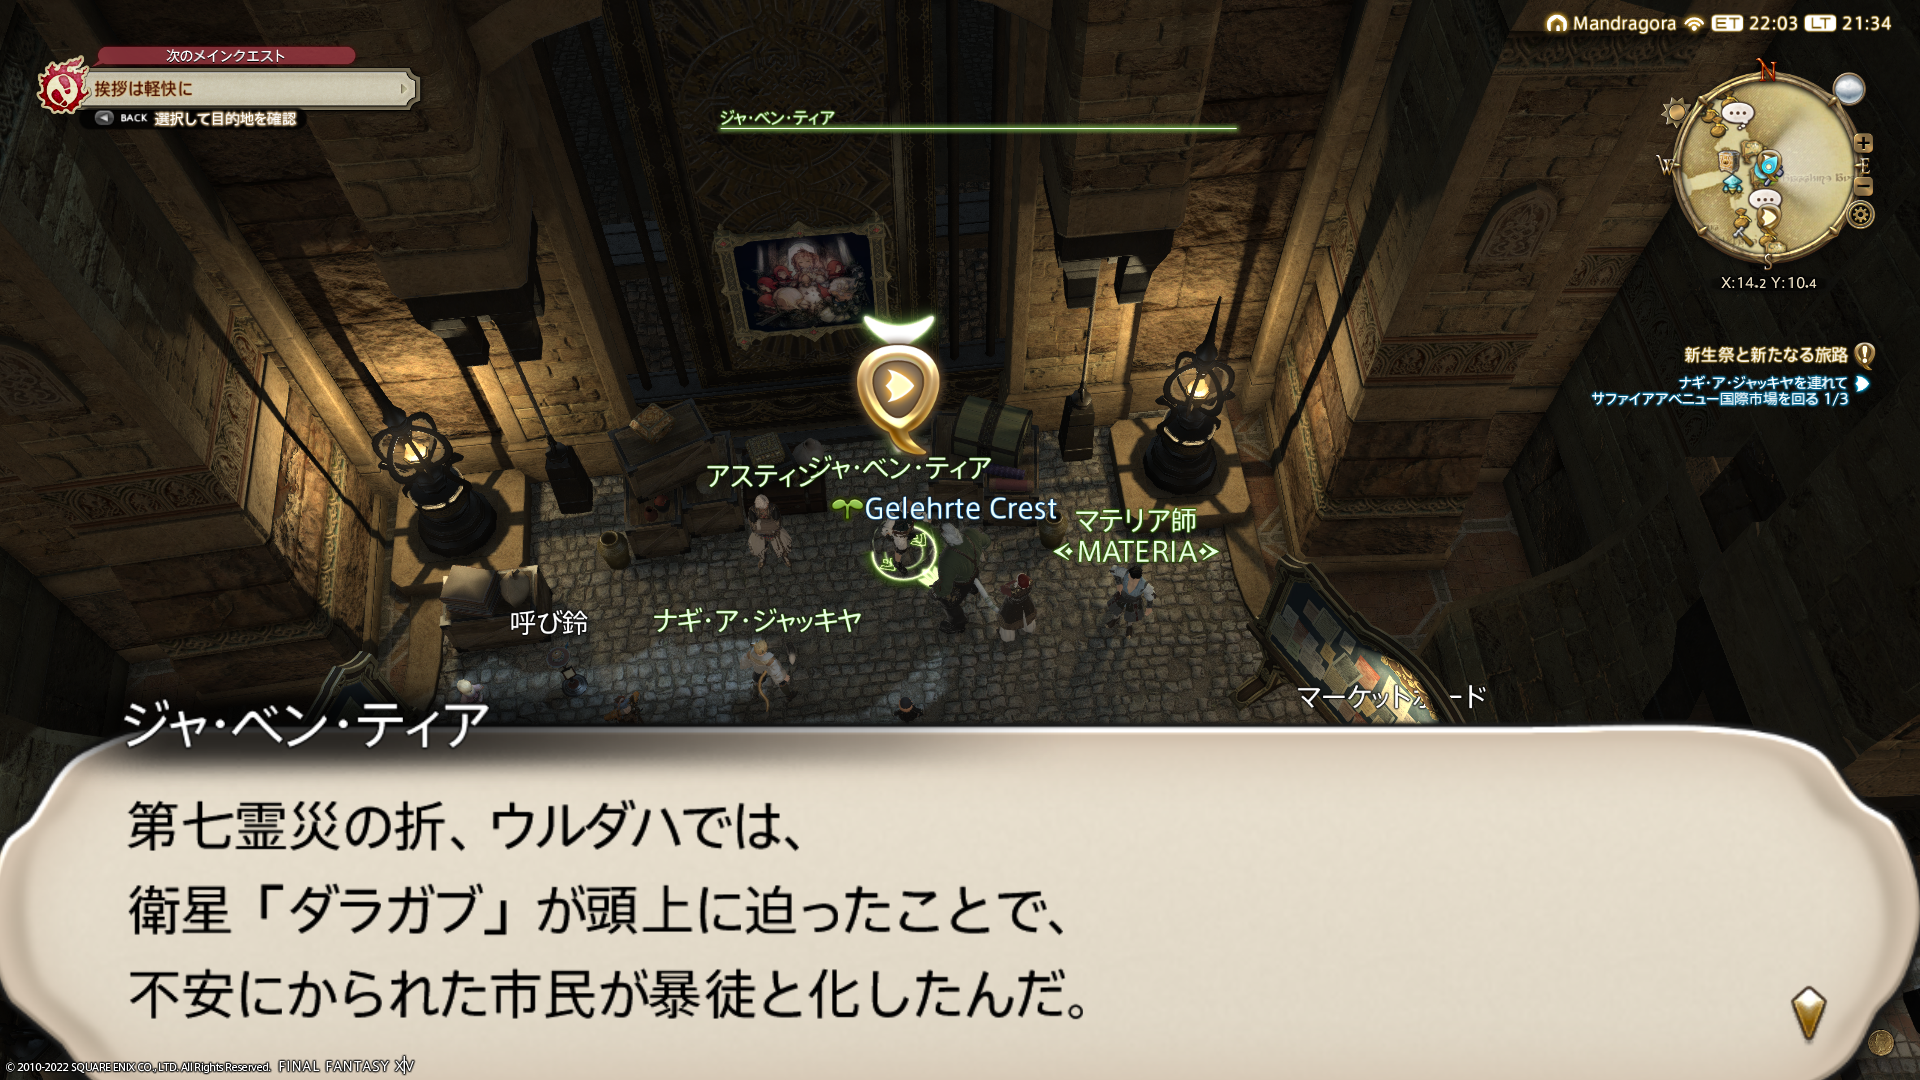 Mandragora ET 22:03 LT 21:34
次のメインクエスト
挨拶は軽快に
BACK 選択して目的地を確認
ジャ・ベン・ティア
N
W
E
S
X:14.2 Y:10.4
新生祭と新たなる旅路
ナギ・ア・ジャッキヤを連れて
サファイアアベニュー国際市場を回る 1/3
アスティン
ジャ・ベン・ティア
Gelehrte Crest
マテリア師
<MATERIA>
呼び鈴
ナギ・ア・ジャッキヤ
マーケットボード
ジャ・ベン・ティア
第七霊災の折、ウルダハでは、
衛星「ダラガブ」が頭上に迫ったことで、
不安にかられた市民が暴徒と化したんだ。
© 2010-2022 SQUARE ENIX CO., LTD. All Rights Reserved. FINAL FANTASY XIV